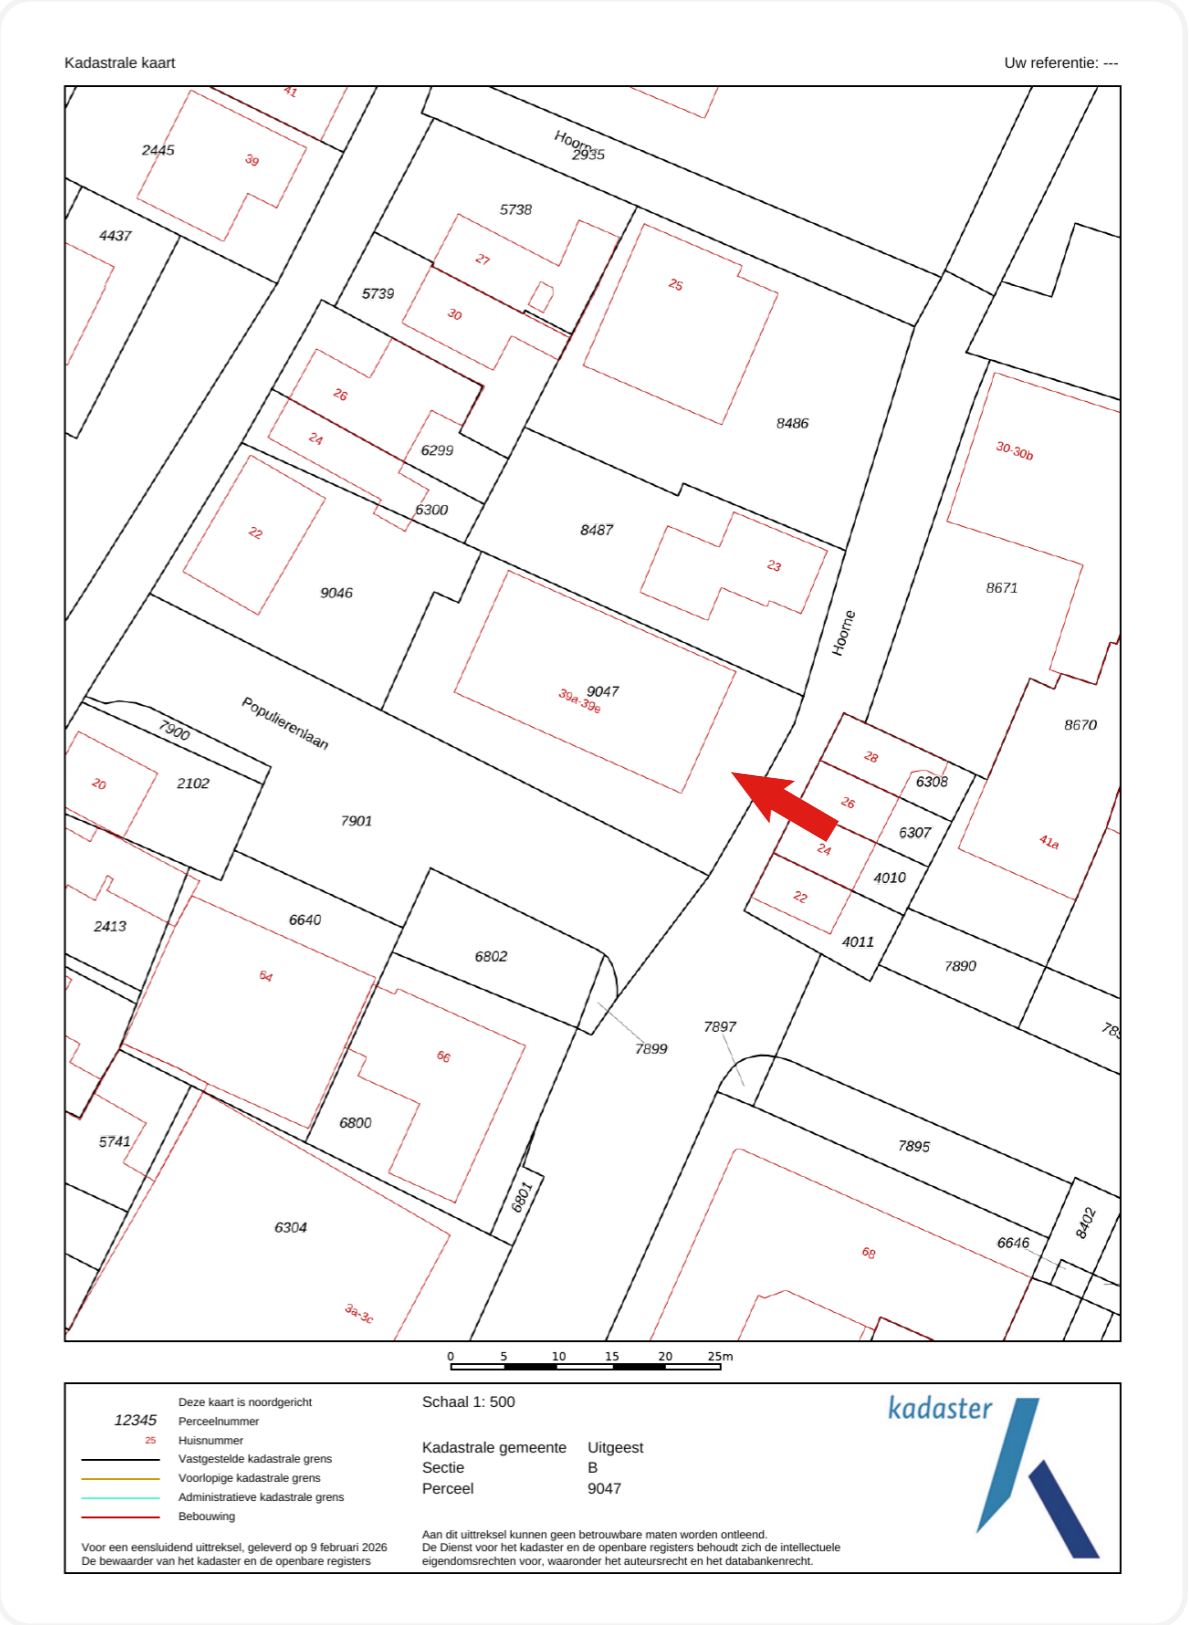 Kadastrale kaart
Uw referentie: ---
41
2445
39
Hoorne
2935
5738
4437
27
25
5739
30
26
8486
24
6299
30-30b
6300
8487
22
23
9046
8671
Hoorne
9047
39a-39e
Populierenlaan
7900
8670
28
20
2102
6308
26
7901
6307
24
41a
4010
22
6640
2413
4011
6802
64
7890
7897
7899
66
6800
5741
7895
6801
6304
8402
6646
68
3a-3c
0 5 10 15 20 25m
Deze kaart is noordgericht
12345 Perceelnummer
25 Huisnummer
Vastgestelde kadastrale grens
Voorlopige kadastrale grens
Administratieve kadastrale grens
Bebouwing
Voor een eensluidend uittreksel, geleverd op 9 februari 2026
De bewaarder van het kadaster en de openbare registers
Schaal 1: 500
Kadastrale gemeente Uitgeest
Sectie B
Perceel 9047
Aan dit uittreksel kunnen geen betrouwbare maten worden ontleend.
De Dienst voor het kadaster en de openbare registers behoudt zich de intellectuele
eigendomsrechten voor, waaronder het auteursrecht en het databankenrecht.
kadaster